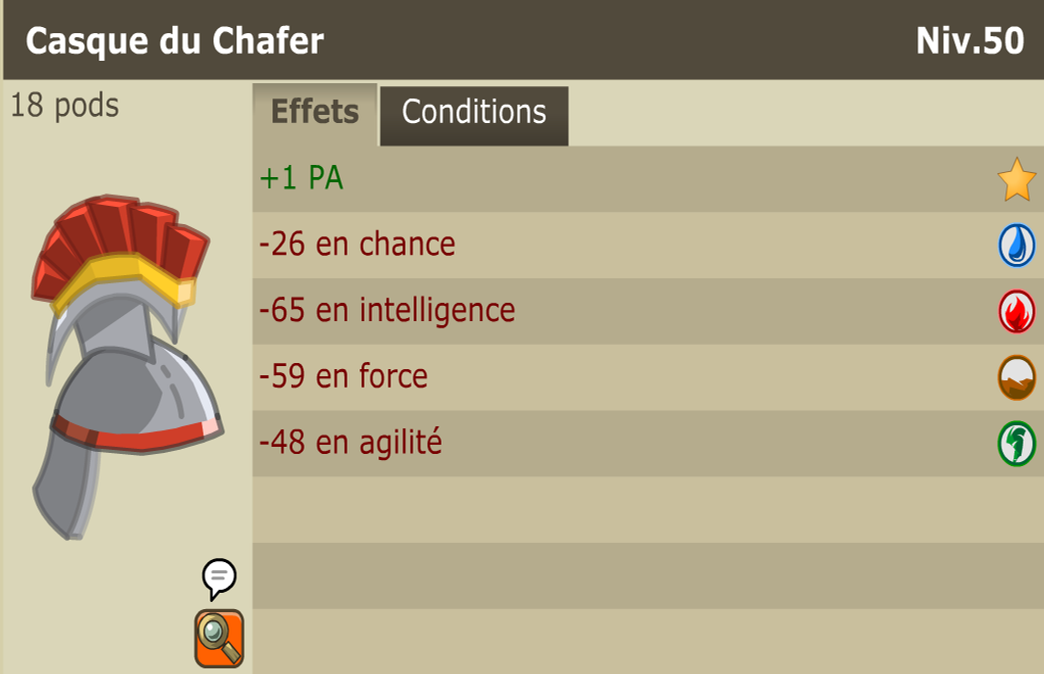 Casque du Chafer
Niv.50
18 pods
Effets
Conditions
+1 PA
-26 en chance
-65 en intelligence
-59 en force
-48 en agilité